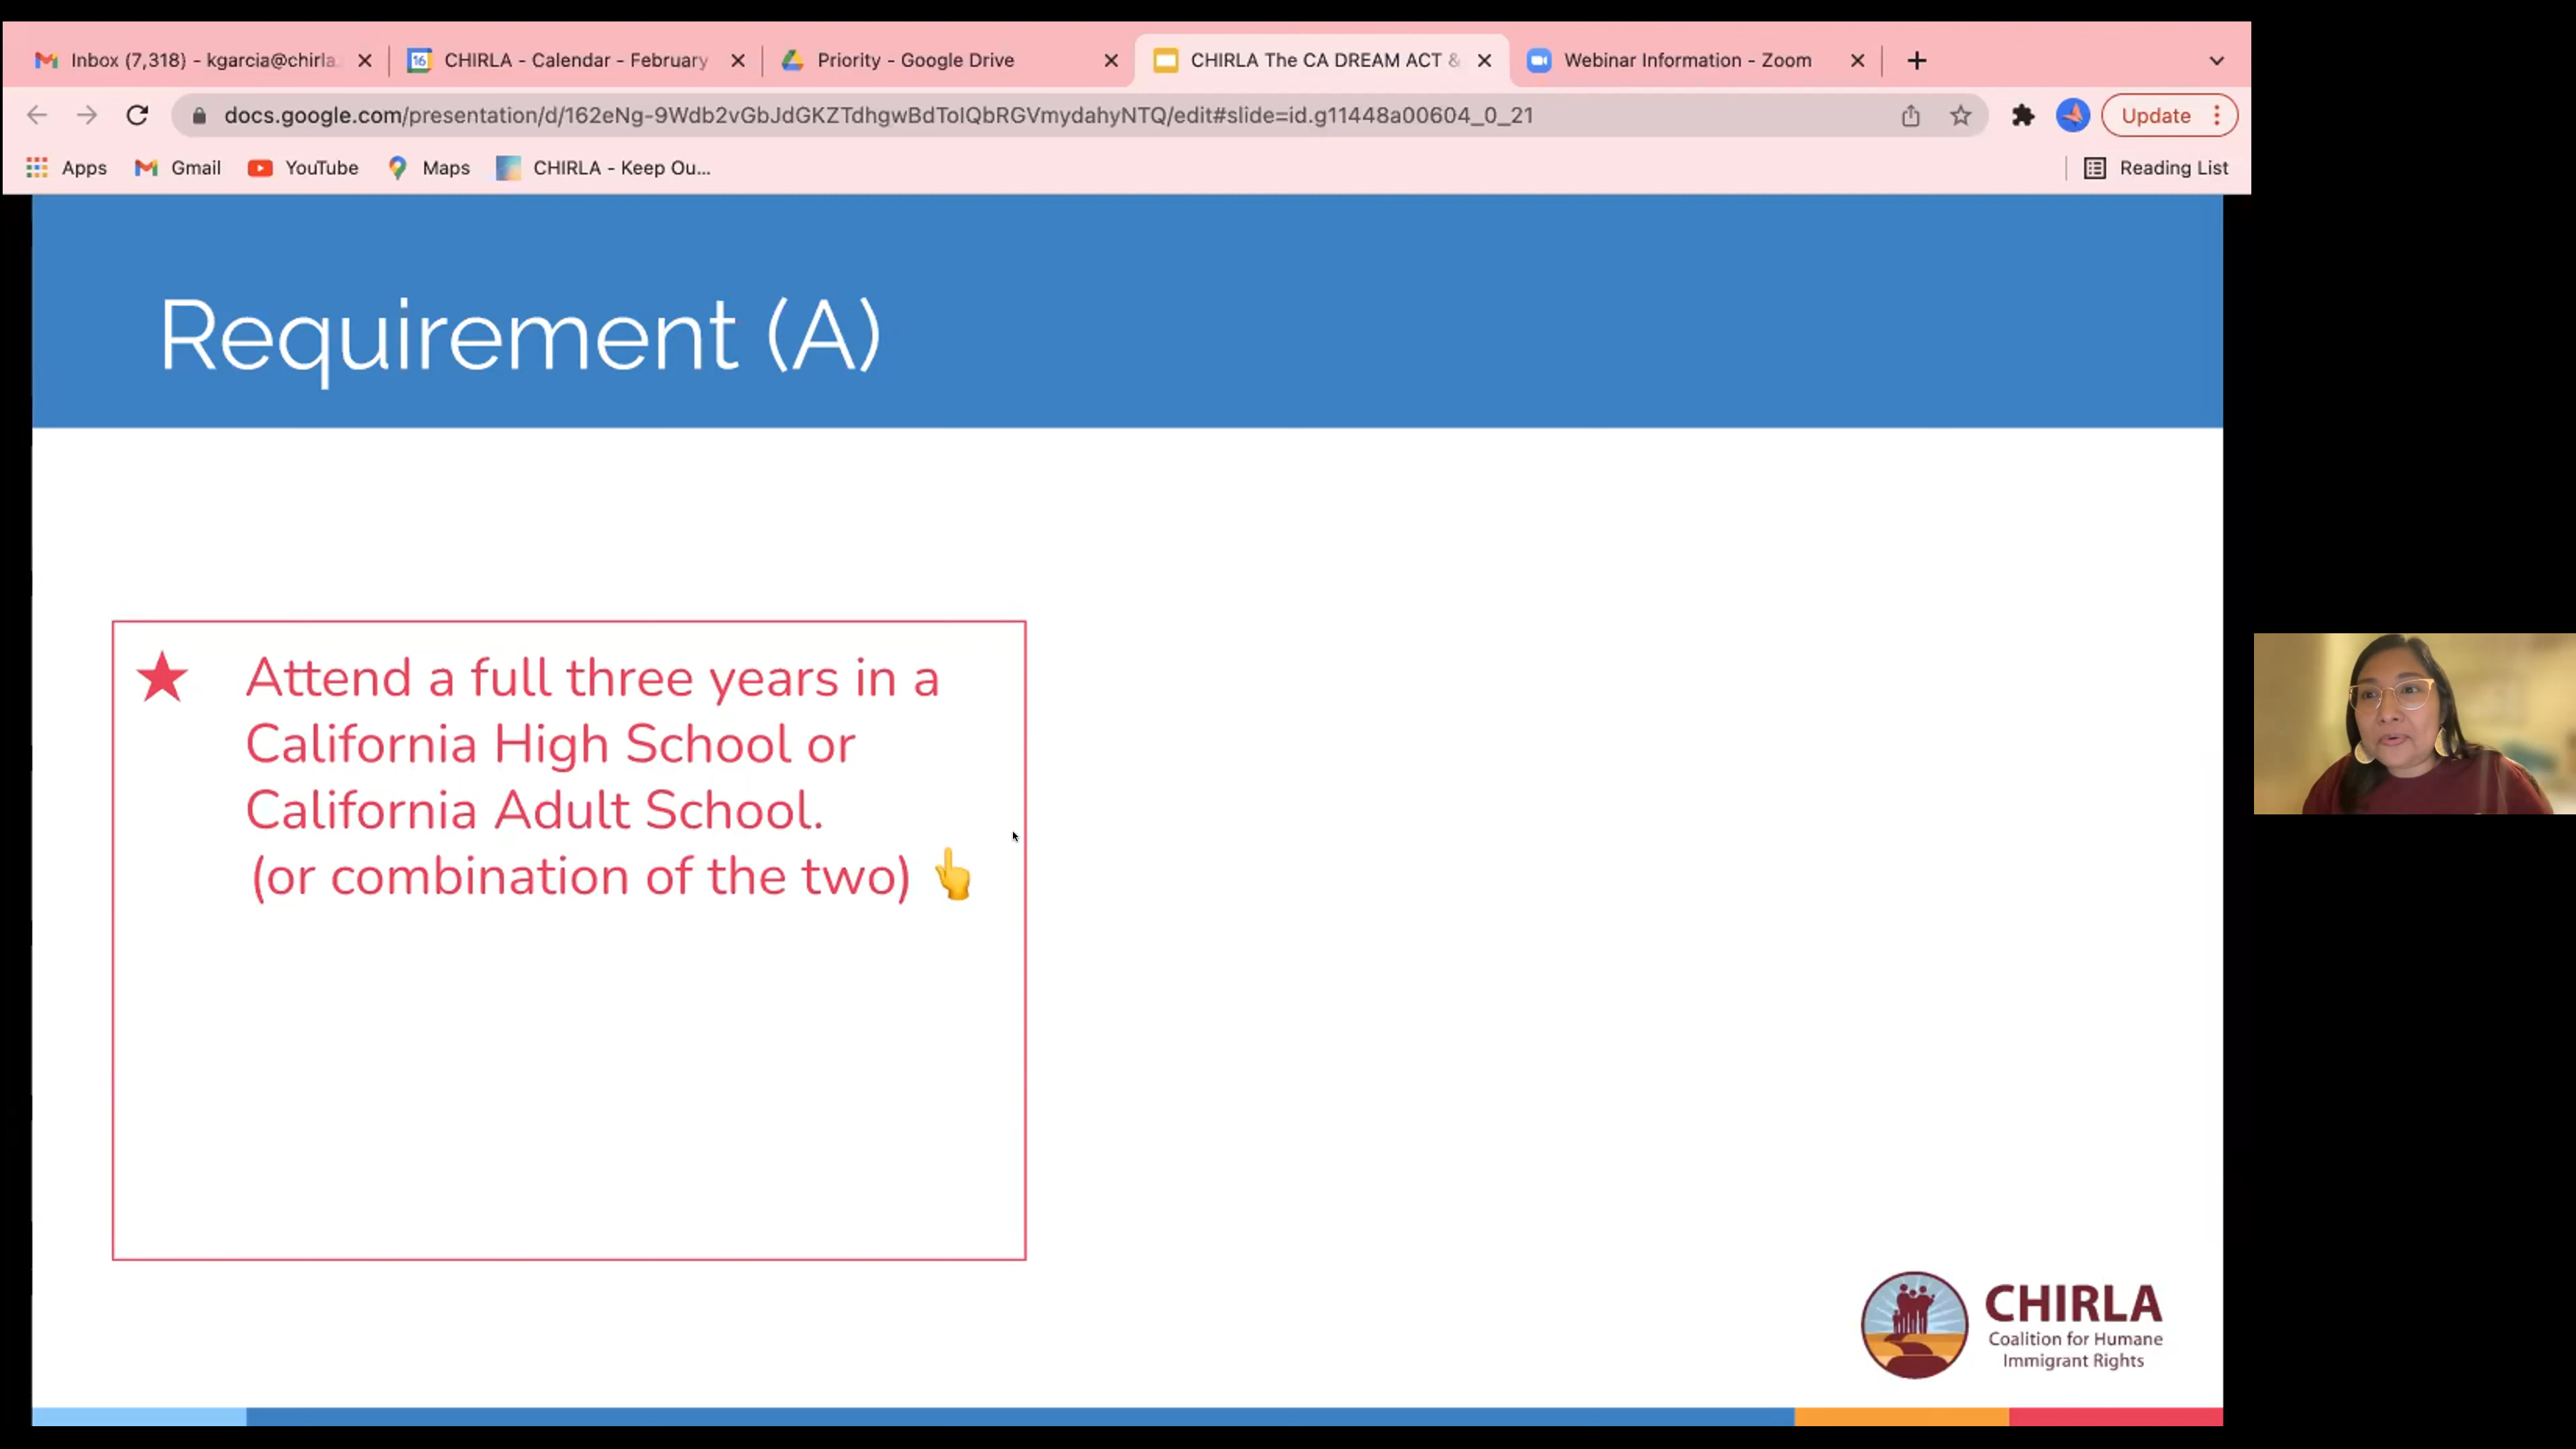 Inbox (7,318) - kgarcia@chirla.
CHIRLA - Calendar - February
Priority - Google Drive
CHIRLA The CA DREAM ACT &
Webinar Information - Zoom
docs.google.com/presentation/d/162eNg-9Wdb2vGbJdGKZTdhgwBdToIQbRGVmydahyNTQ/edit#slide=id.g11448a00604_0_21
Update
Apps
Gmail
YouTube
Maps
CHIRLA - Keep Ou...
Reading List
Requirement (A)
Attend a full three years in a
California High School or
California Adult School.
(or combination of the two) 👆
CHIRLA
Coalition for Humane
Immigrant Rights